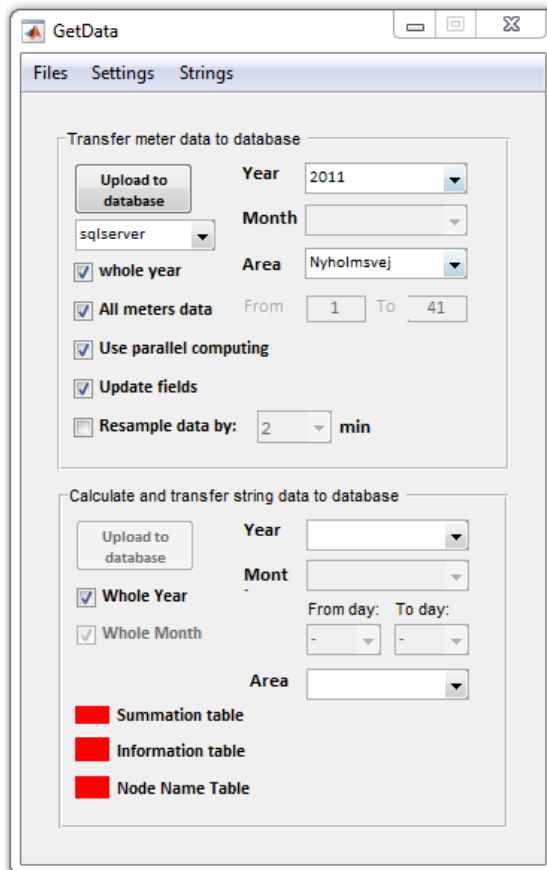 GetData
Files Settings Strings
Transfer meter data to database
Upload to
database
Year 2011
sqlserver
Month
whole year
Area Nyholmsvej
All meters data From 1 To 41
Use parallel computing
Update fields
Resample data by: 2 min
Calculate and transfer string data to database
Upload to
database
Year
Mont
Whole Year
From day: To day:
Whole Month - -
Area
Summation table
Information table
Node Name Table